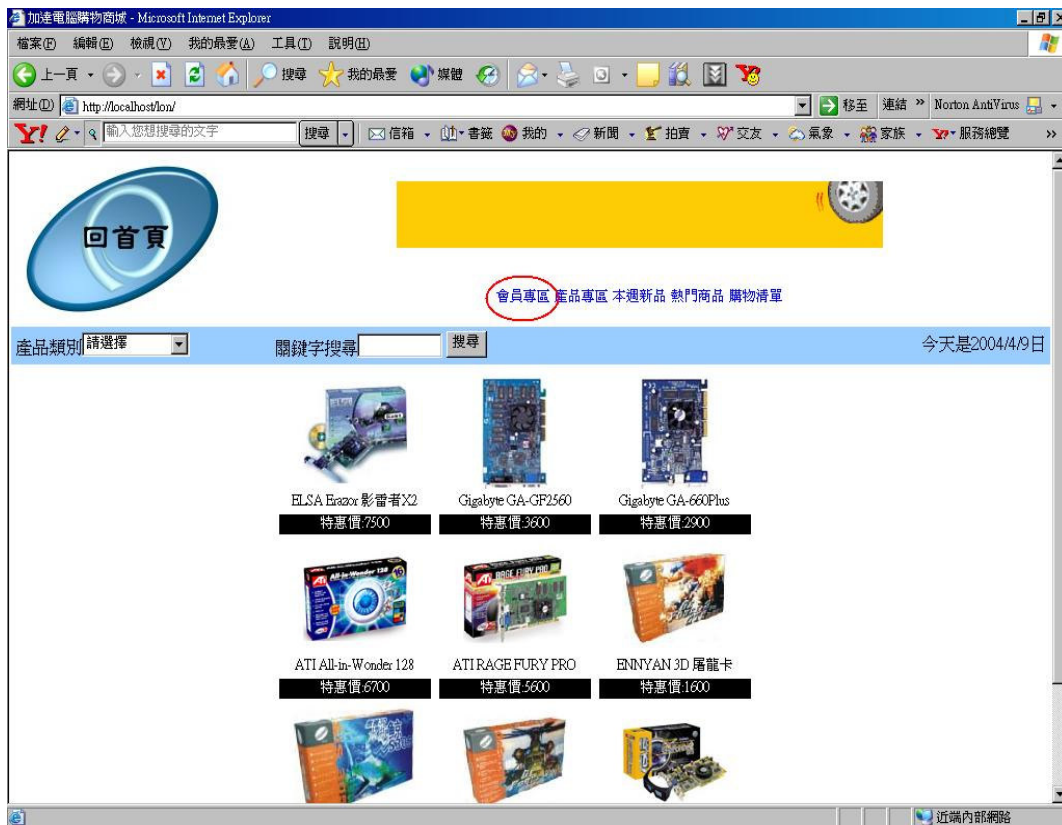 加達電腦購物商城 - Microsoft Internet Explorer
檔案(F) 編輯(E) 檢視(V) 我的最愛(A) 工具(T) 說明(H)
上一頁 搜尋 我的最愛 媒體
網址(D) http://localhost/lon/ 移至 連結 » Norton AntiVirus
Y! 輸入您想搜尋的文字 搜尋 信箱 書籤 我的 新聞 拍賣 交友 氣象 家族 Y! 服務總覽 »
回首頁
會員專區 產品專區 本週新品 熱門商品 購物清單
產品類別 請選擇 關鍵字搜尋 搜尋 今天是2004/4/9日
ELSA Erazor 影雷者X2 Gigabyte GA-GF2560 Gigabyte GA-660Plus
特惠價:7500 特惠價:3600 特惠價:2900
ATI All-in-Wonder 128
ATI RAGE FURY PRO
ATI All-in-Wonder 128 ATI RAGE FURY PRO ENNYAN 3D 屠龍卡
特惠價:6700 特惠價:5600 特惠價:1600
近端內部網路